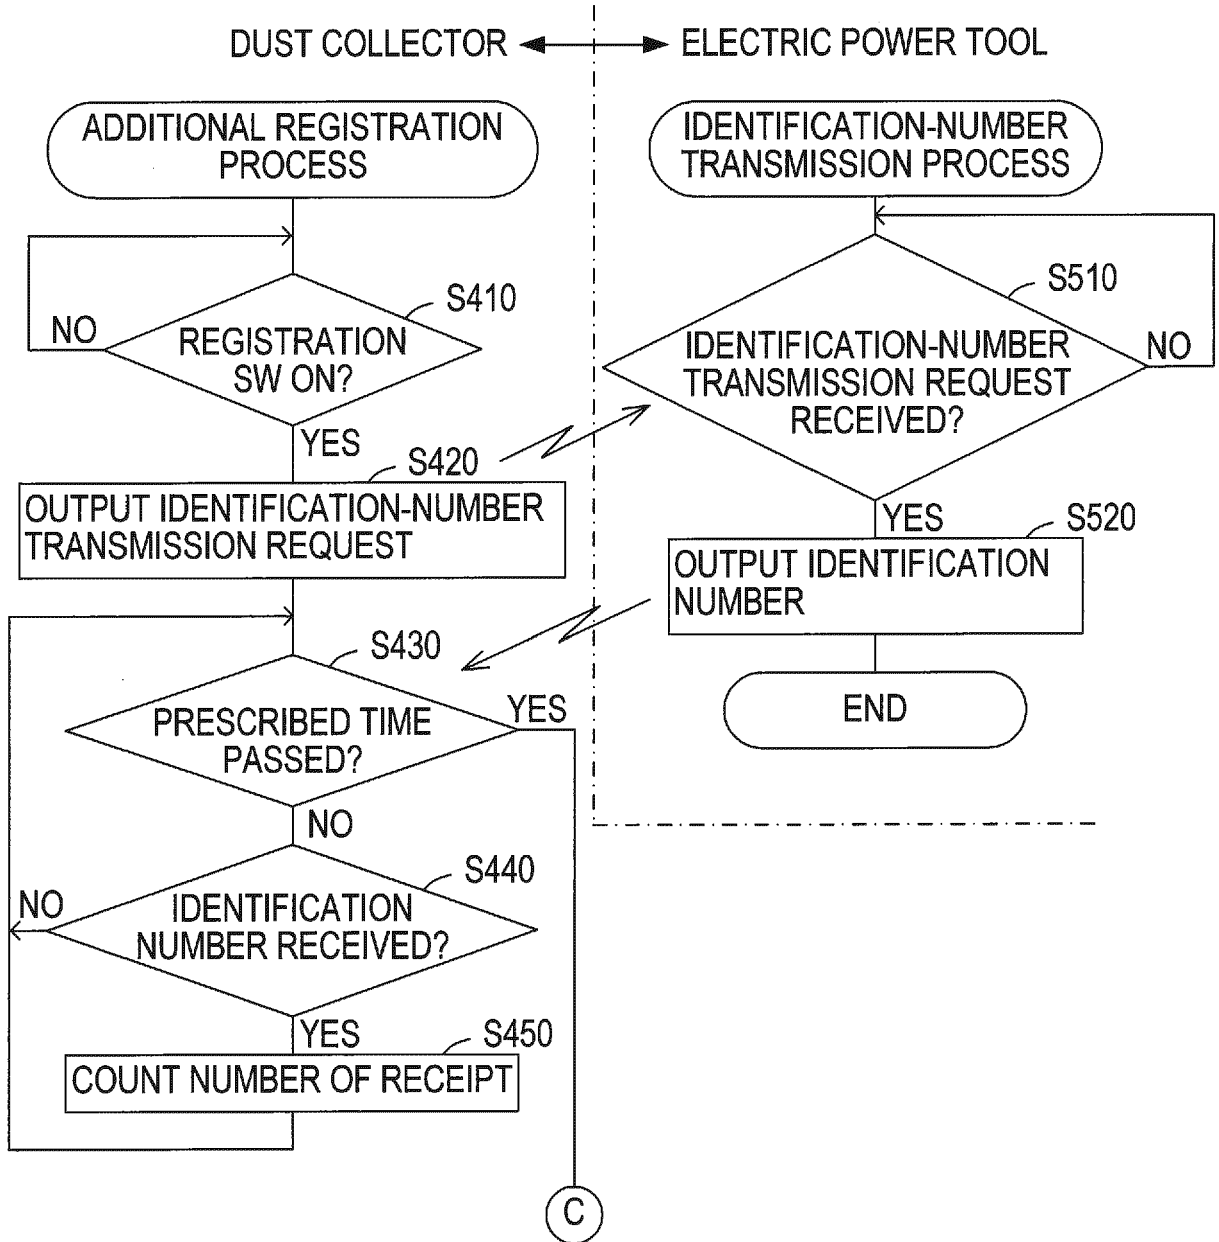 DUST COLLECTOR
ELECTRIC POWER TOOL
ADDITIONAL REGISTRATION
PROCESS
S410
REGISTRATION
SW ON?
NO
YES
S420
OUTPUT IDENTIFICATION-NUMBER
TRANSMISSION REQUEST
S430
PRESCRIBED TIME
PASSED?
YES
NO
S440
IDENTIFICATION
NUMBER RECEIVED?
NO
YES
S450
COUNT NUMBER OF RECEIPT
C
IDENTIFICATION-NUMBER
TRANSMISSION PROCESS
S510
IDENTIFICATION-NUMBER
TRANSMISSION REQUEST
RECEIVED?
NO
YES
S520
OUTPUT IDENTIFICATION
NUMBER
END